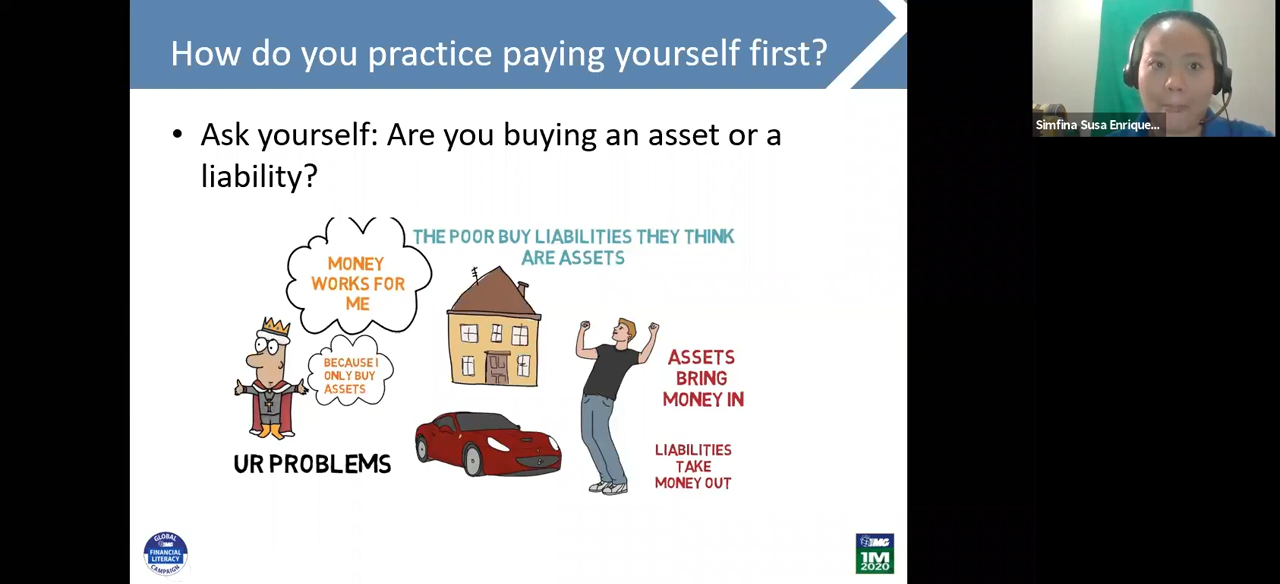 How do you practice paying yourself first?
Simfina Susa Enrique...
• Ask yourself: Are you buying an asset or a
liability?
THE POOR BUY LIABILITIES THEY THINK
ARE ASSETS
MONEY
WORKS FOR
ME
BECAUSE I
ONLY BUY
ASSETS
ASSETS
BRING
MONEY IN
UR PROBLEMS
LIABILITIES
TAKE
MONEY OUT
GLOBAL
IMG
FINANCIAL
LITERACY
CAMPAIGN
IMG
1M
2020